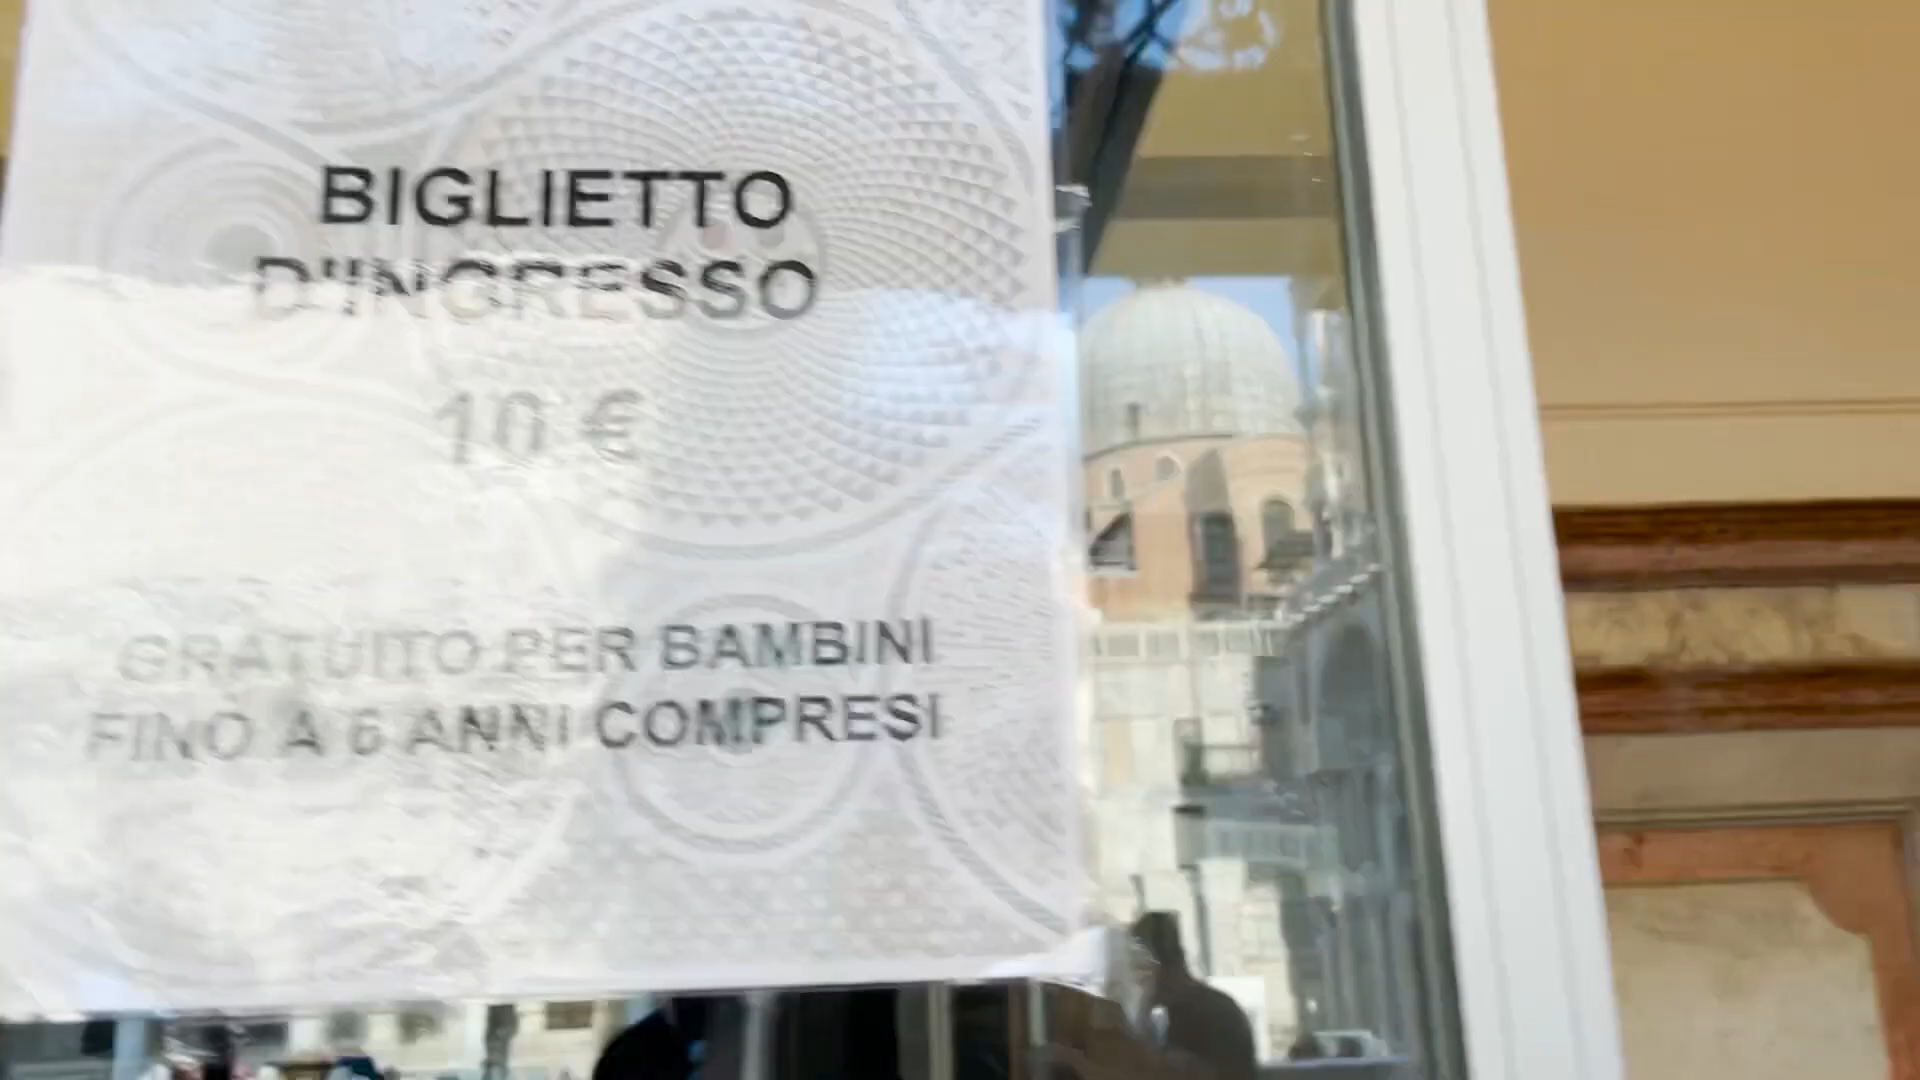 BIGLIETTO
D'INGRESSO
10 €
GRATUITO PER BAMBINI
FINO A 6 ANNI COMPRESI